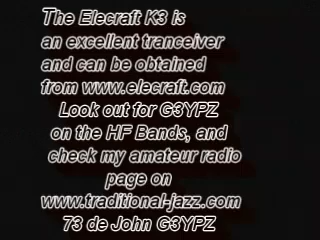 The Elecraft K3 is
an excellent tranceiver
and can be obtained
from www.elecraft.com
Look out for G3YPZ
on the HF Bands, and
check my amateur radio
page on
www.traditional-jazz.com
73 de John G3YPZ